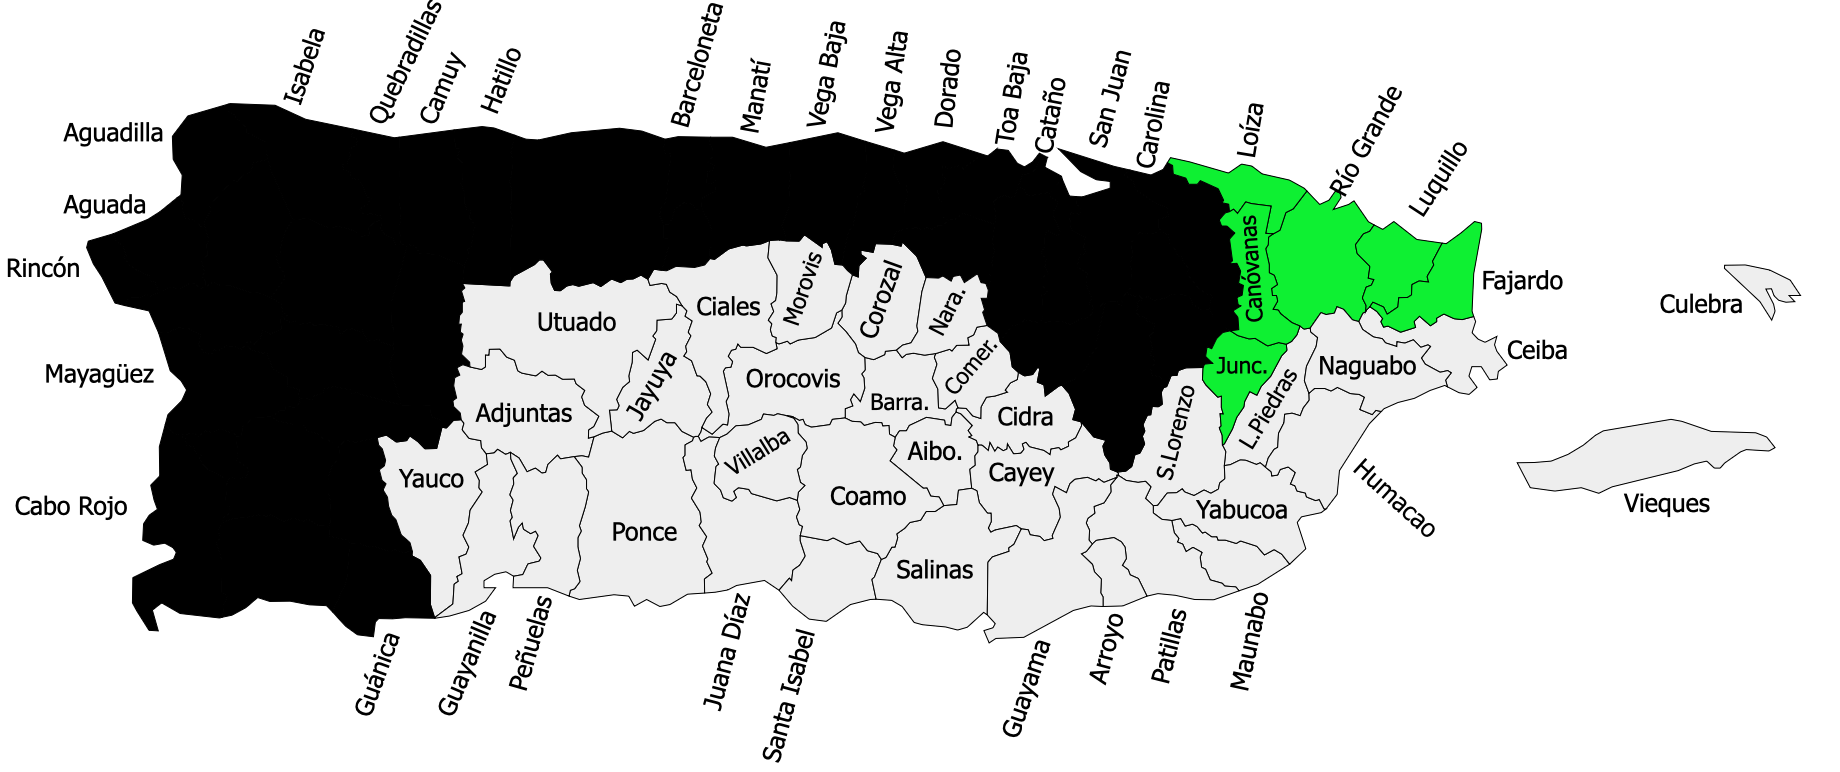 Isabela
Quebradillas
Camuy
Hatillo
Barceloneta
Manatí
Vega Baja
Vega Alta
Dorado
Toa Baja
Cataño
San Juan
Carolina
Loíza
Río Grande
Luquillo
Aguadilla
Aguada
Rincón
Mayagüez
Cabo Rojo
Fajardo
Culebra
Ceiba
Vieques
Canóvanas
Junc.
Naguabo
L.Piedras
S.Lorenzo
Humacao
Yabucoa
Utuado
Ciales
Morovis
Corozal
Nara.
Jayuya
Orocovis
Barra.
Comer.
Cidra
Adjuntas
Villalba
Aibo.
Cayey
Yauco
Coamo
Ponce
Salinas
Guánica
Guayanilla
Peñuelas
Juana Díaz
Santa Isabel
Guayama
Arroyo
Patillas
Maunabo